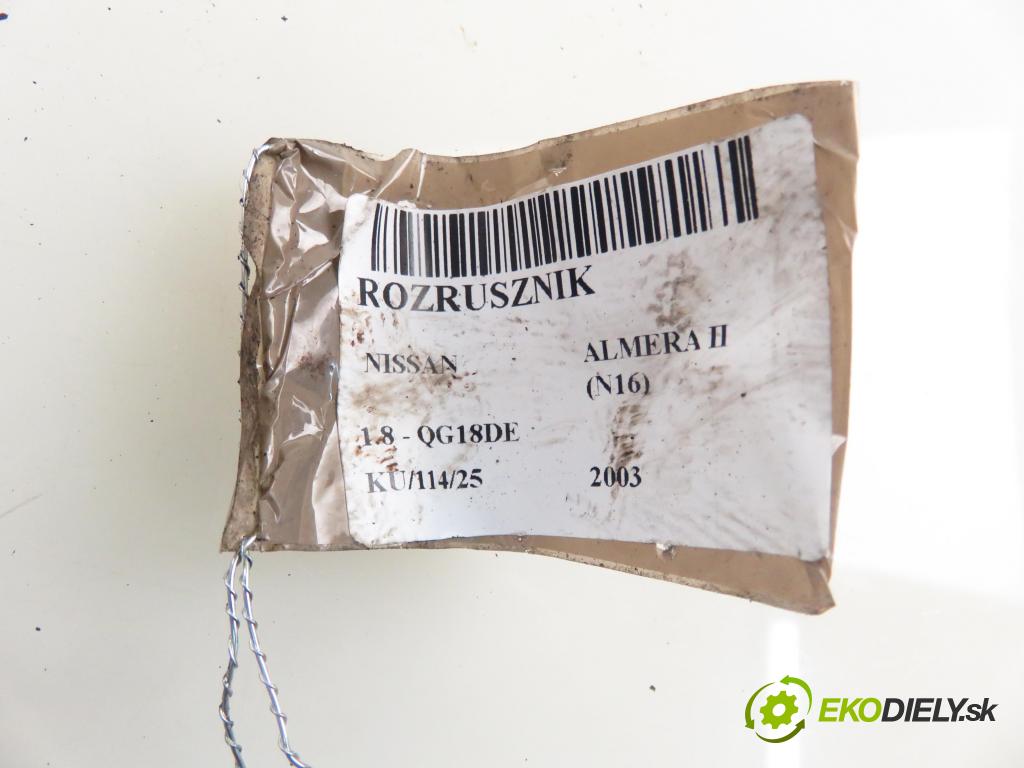 ROZRUSZNIK
NISSAN
ALMERA II
(N16)
1.8 - QG18DE
KU/114/25
2003
EKODIELY.sk